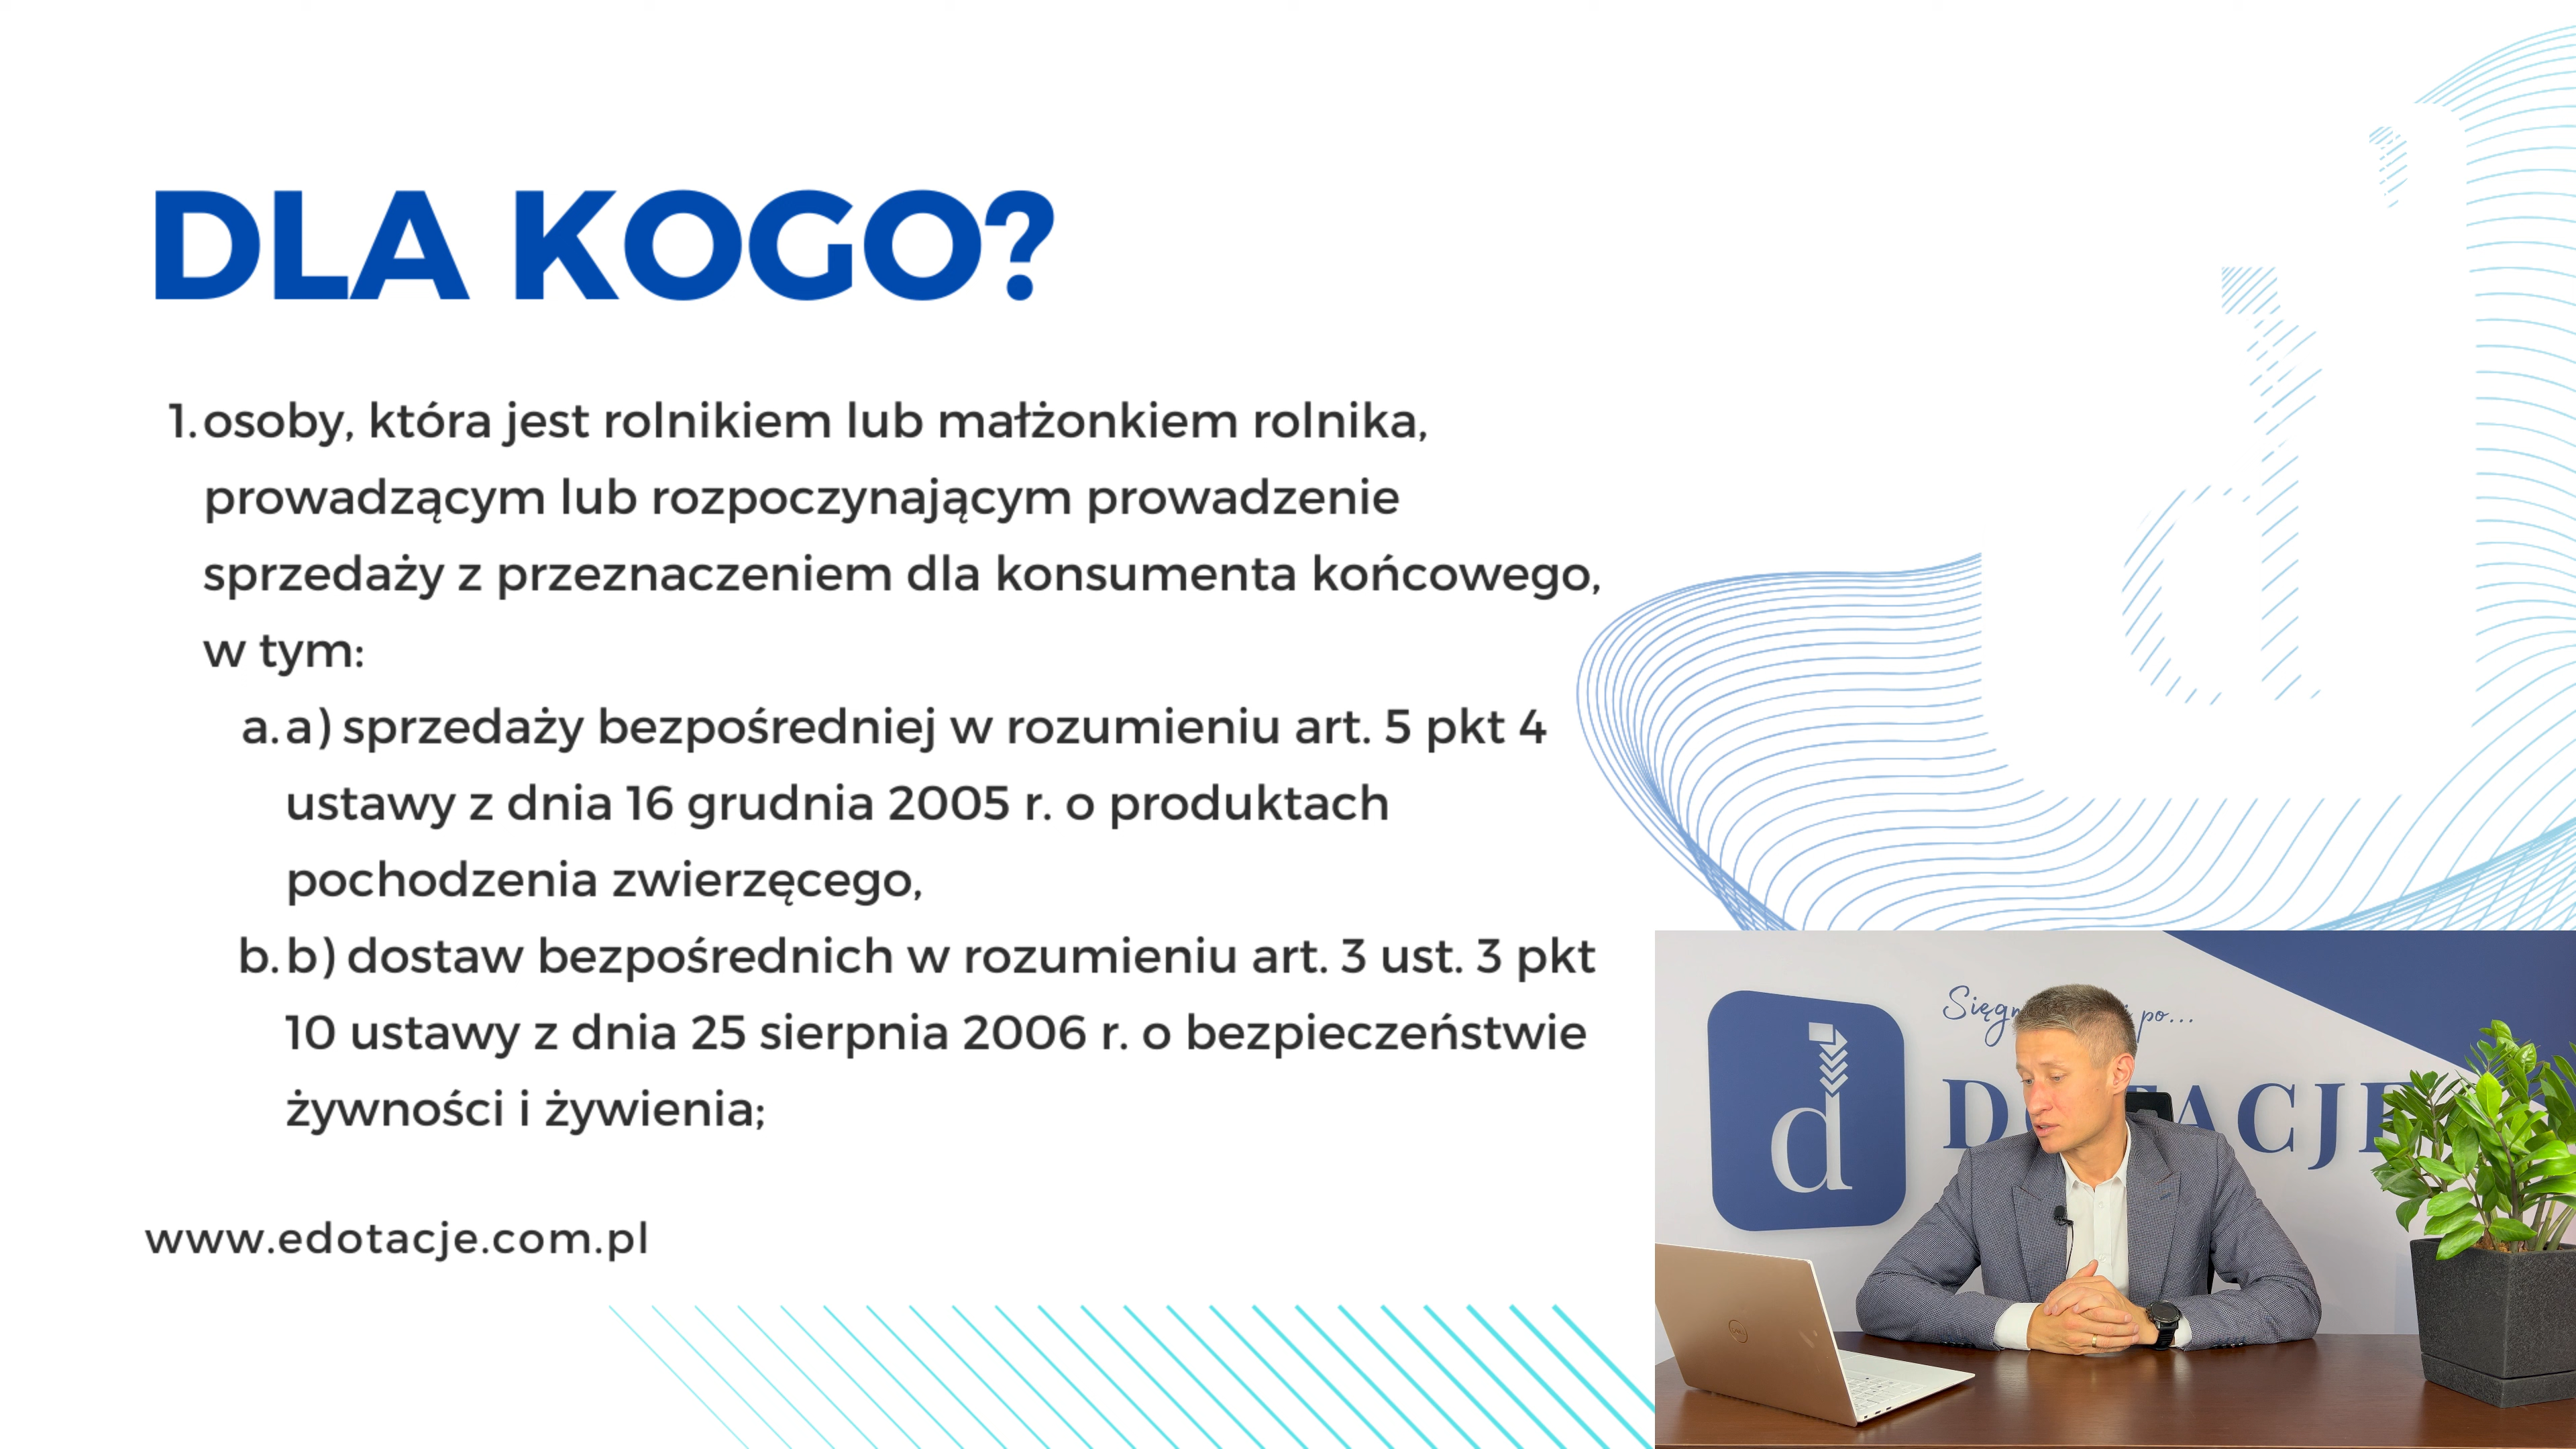 DLA KOGO?
1. osoby, która jest rolnikiem lub małżonkiem rolnika,
prowadzącym lub rozpoczynającym prowadzenie
sprzedaży z przeznaczeniem dla konsumenta końcowego,
w tym:
a. a) sprzedaży bezpośredniej w rozumieniu art. 5 pkt 4
ustawy z dnia 16 grudnia 2005 r. o produktach
pochodzenia zwierzęcego,
b. b) dostaw bezpośrednich w rozumieniu art. 3 ust. 3 pkt
10 ustawy z dnia 25 sierpnia 2006 r. o bezpieczeństwie
żywności i żywienia;
www.edotacje.com.pl
po...
d